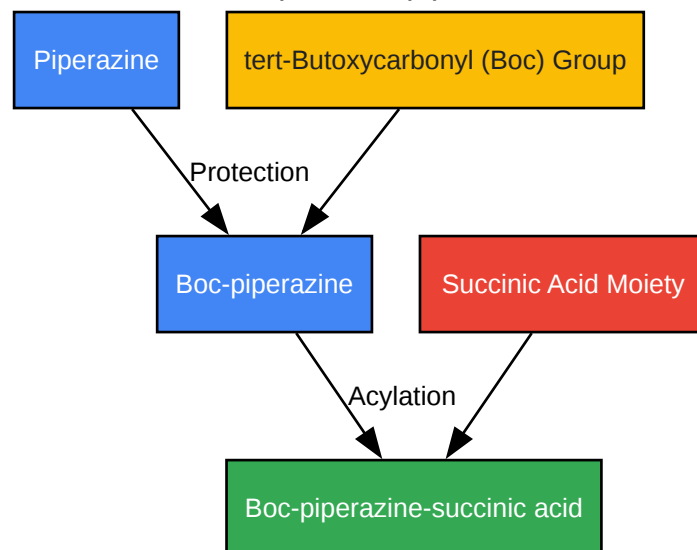 Piperazine
tert-Butoxycarbonyl (Boc) Group
Protection
Boc-piperazine
Succinic Acid Moiety
Acylation
Boc-piperazine-succinic acid